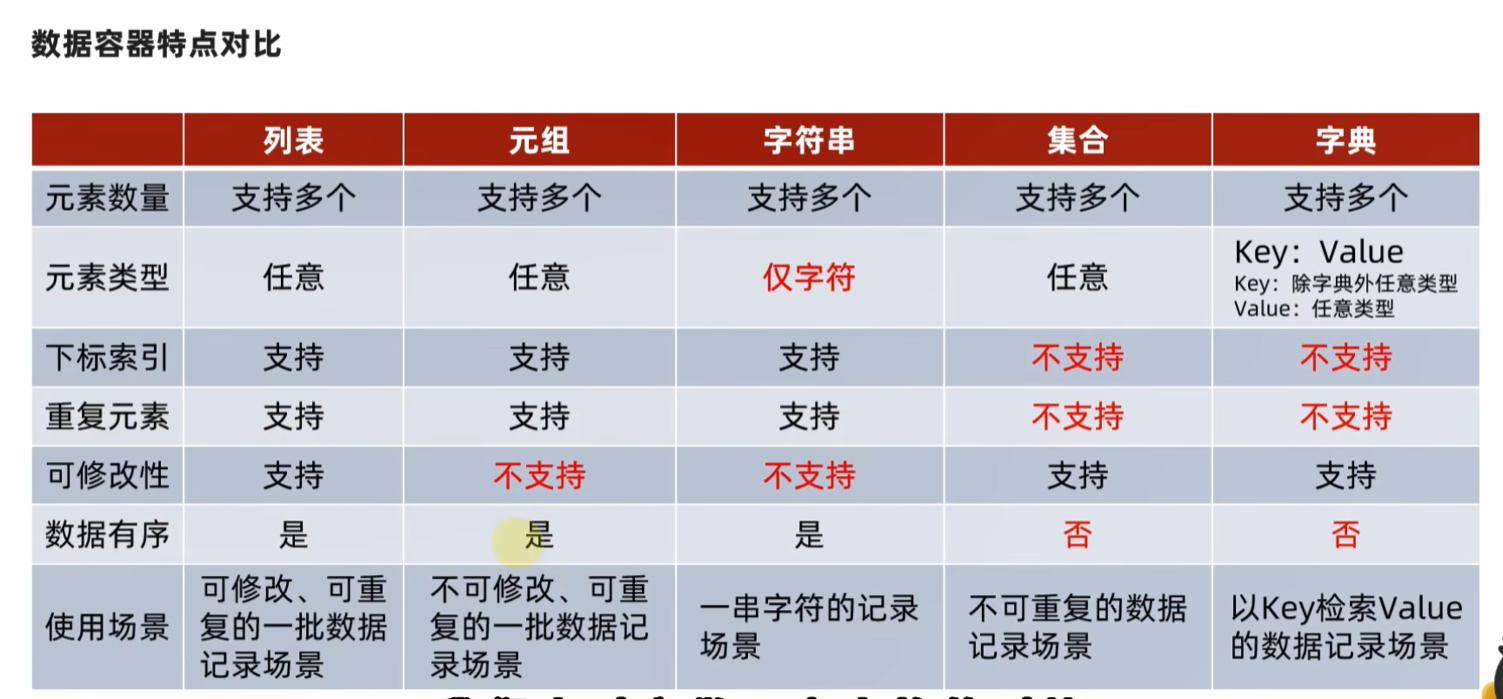 数据容器特点对比
列表 元组 字符串 集合 字典
元素数量 支持多个 支持多个 支持多个 支持多个 支持多个
元素类型 任意 任意 仅字符 任意 Key：Value
Key：除字典外任意类型
Value：任意类型
下标索引 支持 支持 支持 不支持 不支持
重复元素 支持 支持 支持 不支持 不支持
可修改性 支持 不支持 不支持 支持 支持
数据有序 是 是 是 否 否
使用场景
可修改、可重
复的一批数据
记录场景
不可修改、可重
复的一批数据记
录场景
一串字符的记录
场景
不可重复的数据
记录场景
以Key检索Value
的数据记录场景